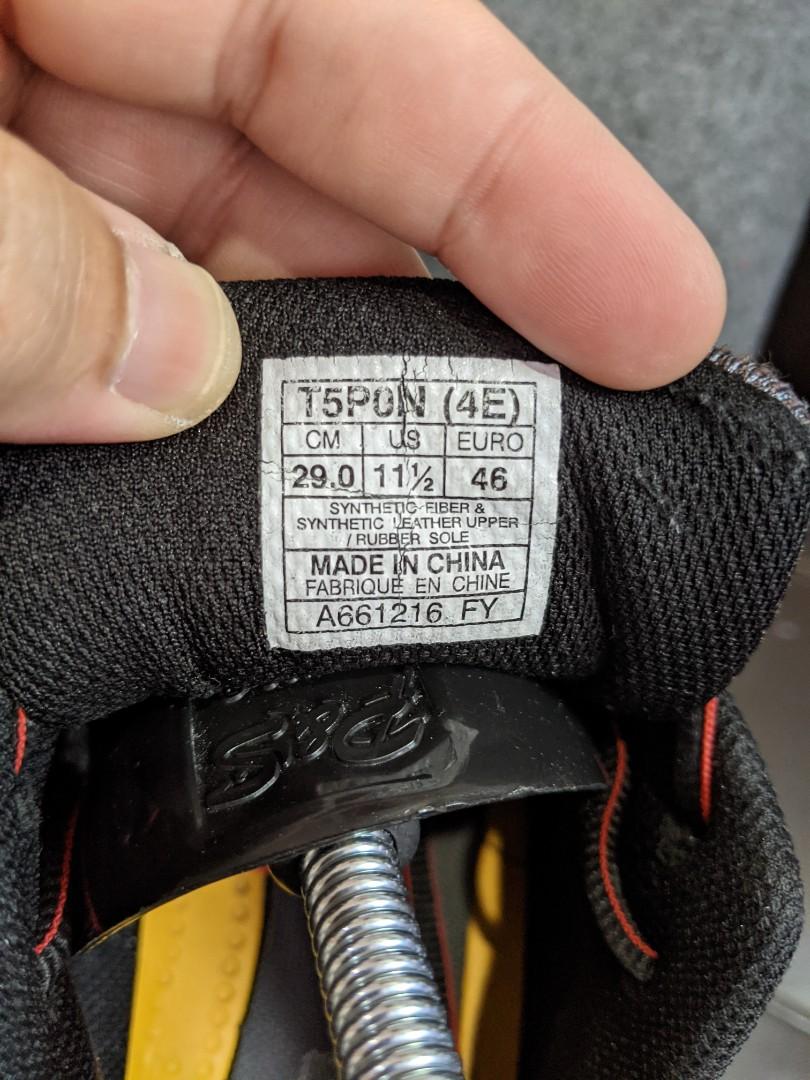 T5P0N (4E)
CM US EURO
29.0 11½ 46
SYNTHETIC FIBER &
SYNTHETIC LEATHER UPPER
/ RUBBER SOLE
MADE IN CHINA
FABRIQUE EN CHINE
A661216 FY